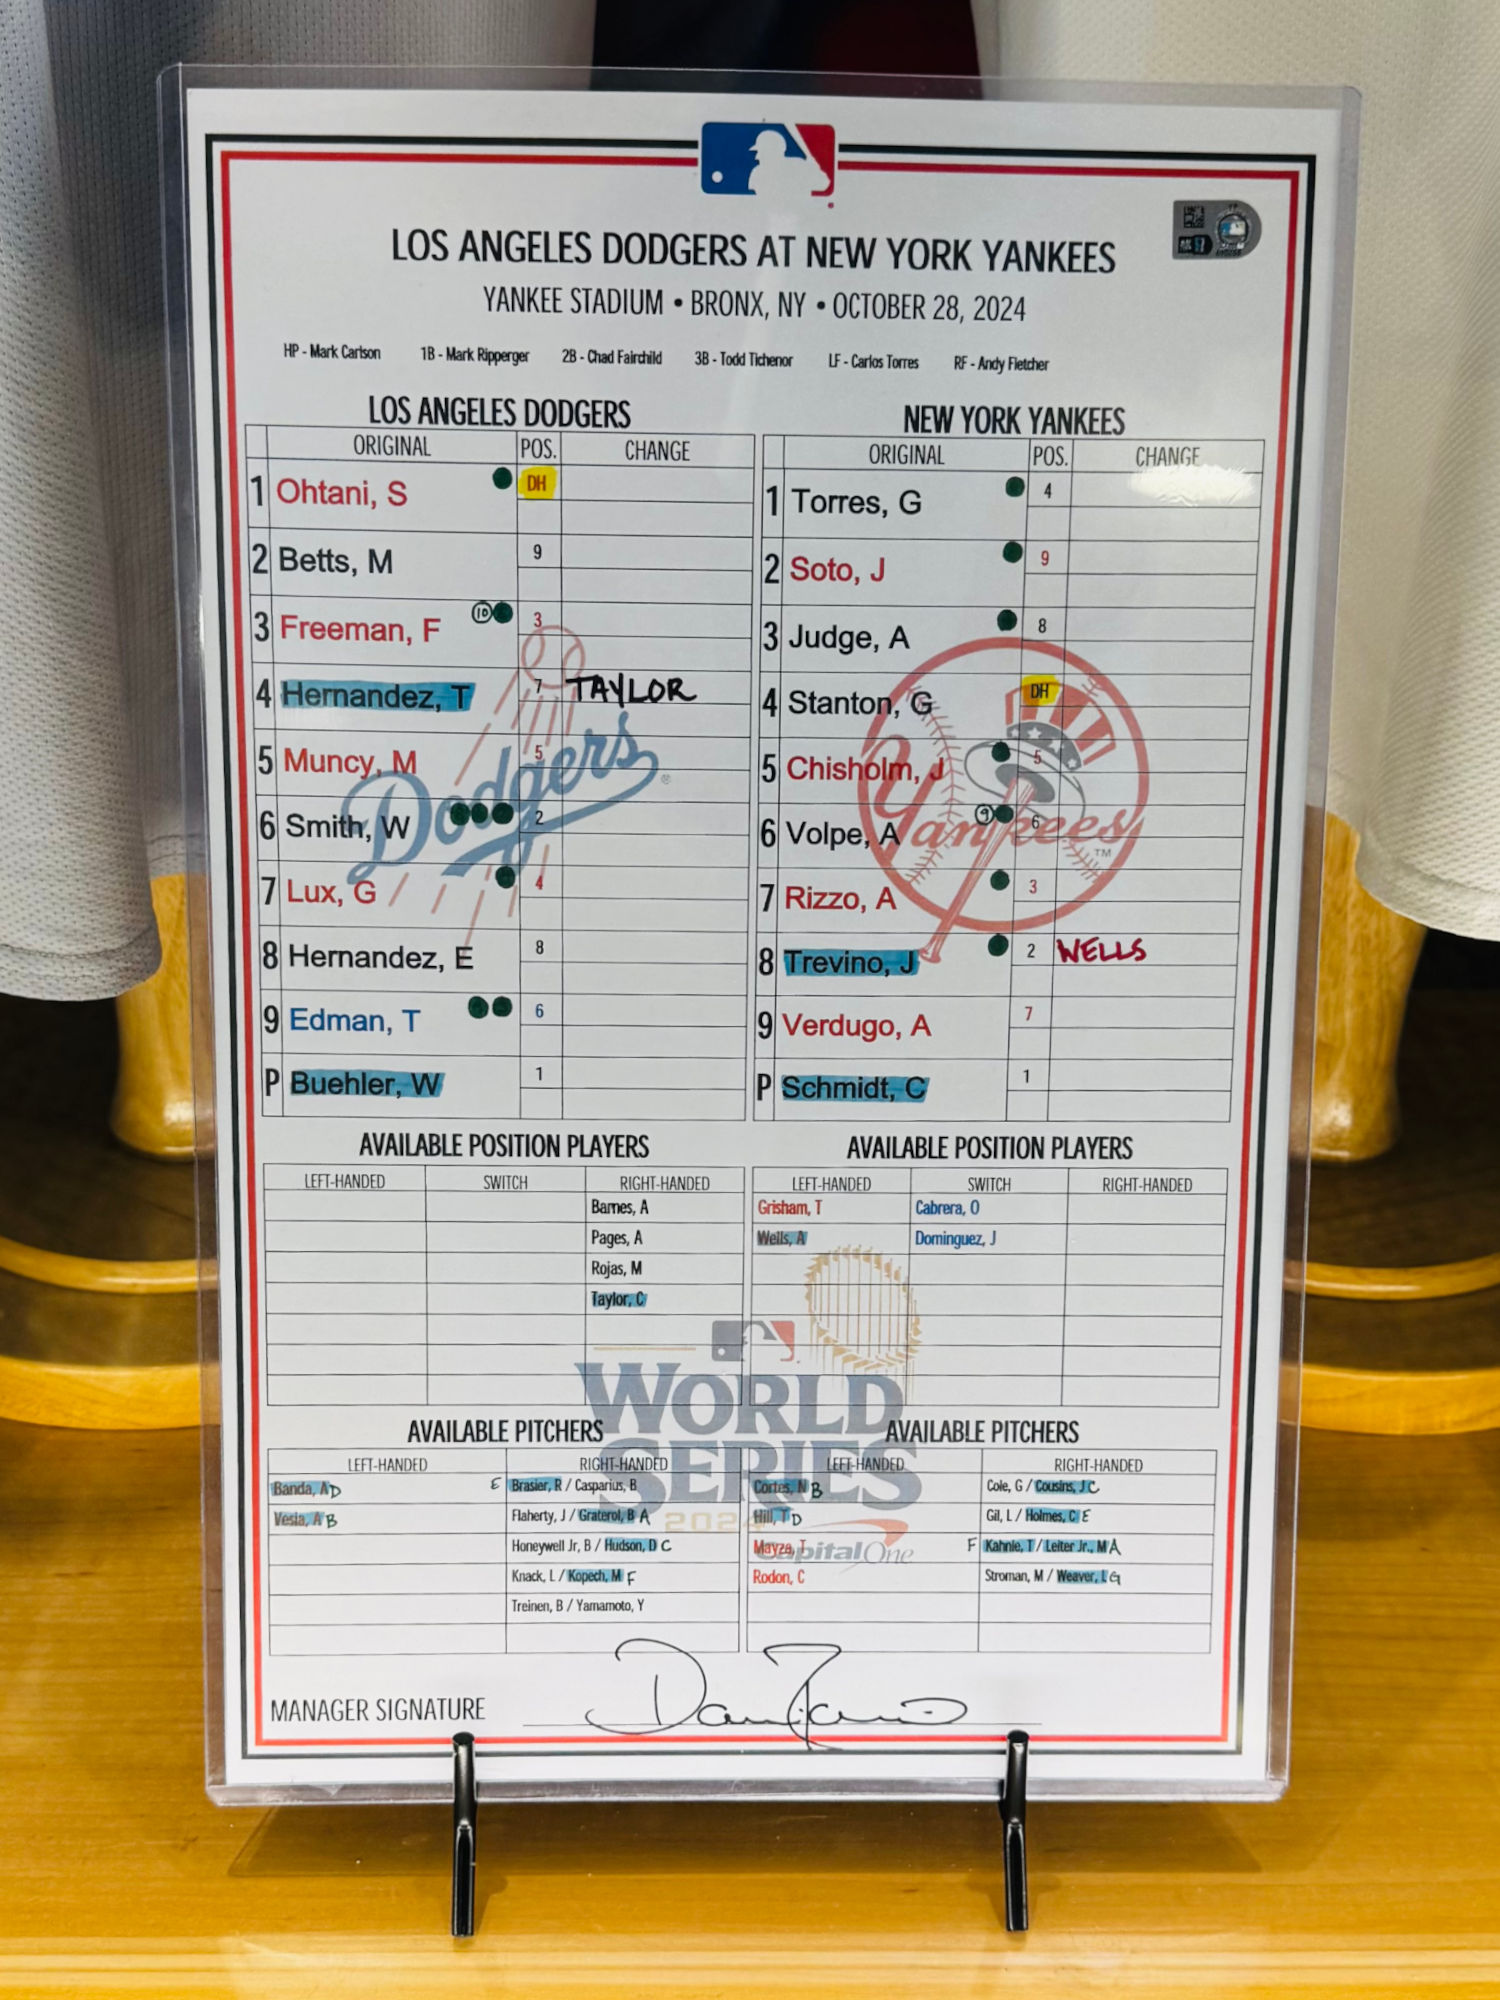 LOS ANGELES DODGERS AT NEW YORK YANKEES
YANKEE STADIUM • BRONX, NY • OCTOBER 28, 2024
HP - Mark Carlson 1B - Mark Ripperger 2B - Chad Fairchild 3B - Todd Tichenor LF - Carlos Torres RF - Andy Fletcher
LOS ANGELES DODGERS
ORIGINAL POS. CHANGE
1 Ohtani, S DH
2 Betts, M 9
3 Freeman, F 10 3
4 Hernandez, T 7 TAYLOR
5 Muncy, M 5
6 Smith, W 2
7 Lux, G 4
8 Hernandez, E 8
9 Edman, T 6
P Buehler, W 1
Dodgers
NEW YORK YANKEES
ORIGINAL POS. CHANGE
1 Torres, G 4
2 Soto, J 9
3 Judge, A 8
4 Stanton, G DH
5 Chisholm, J 5
6 Volpe, A 9 6
7 Rizzo, A 3
8 Trevino, J 2 WELLS
9 Verdugo, A 7
P Schmidt, C 1
Yankees
TM
AVAILABLE POSITION PLAYERS
LEFT-HANDED SWITCH RIGHT-HANDED
Barnes, A
Pages, A
Rojas, M
Taylor, C
AVAILABLE POSITION PLAYERS
LEFT-HANDED SWITCH RIGHT-HANDED
Grisham, T Cabrera, O
Wells, A Dominguez, J
WORLD
SERIES
2024
Capital One
AVAILABLE PITCHERS
LEFT-HANDED RIGHT-HANDED
Banda, A D E Brasier, R / Casparius, B
Vesia, A B Flaherty, J / Graterol, B A
Honeywell Jr, B / Hudson, D C
Knack, L / Kopech, M F
Treinen, B / Yamamoto, Y
AVAILABLE PITCHERS
LEFT-HANDED RIGHT-HANDED
Cortes, N B Cole, G / Cousins, J C
Hill, T D Gil, L / Holmes, C E
Mayza, T F Kahnle, T / Leiter Jr., M A
Rodon, C Stroman, M / Weaver, L G
MANAGER SIGNATURE